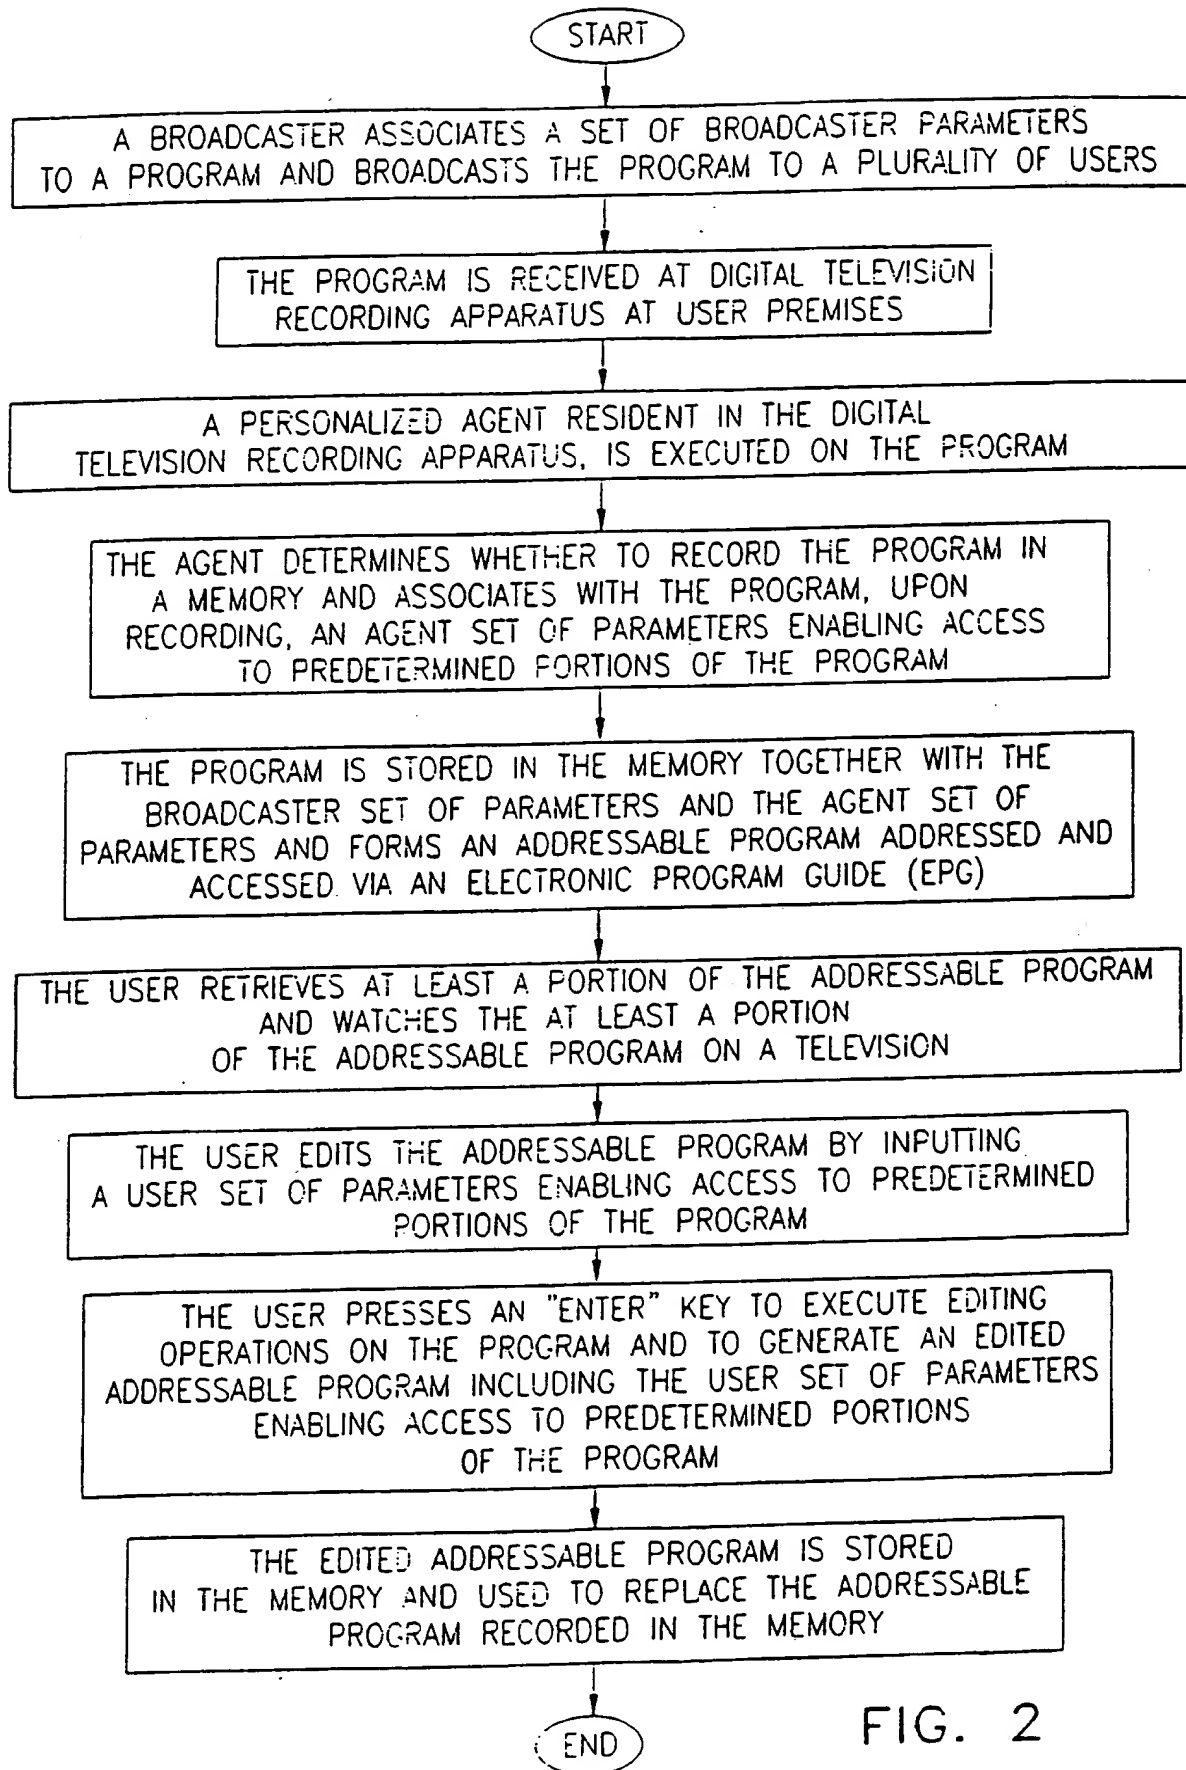 START
A BROADCASTER ASSOCIATES A SET OF BROADCASTER PARAMETERS
TO A PROGRAM AND BROADCASTS THE PROGRAM TO A PLURALITY OF USERS
THE PROGRAM IS RECEIVED AT DIGITAL TELEVISION
RECORDING APPARATUS AT USER PREMISES
A PERSONALIZED AGENT RESIDENT IN THE DIGITAL
TELEVISION RECORDING APPARATUS, IS EXECUTED ON THE PROGRAM
THE AGENT DETERMINES WHETHER TO RECORD THE PROGRAM IN
A MEMORY AND ASSOCIATES WITH THE PROGRAM, UPON
RECORDING, AN AGENT SET OF PARAMETERS ENABLING ACCESS
TO PREDETERMINED PORTIONS OF THE PROGRAM
THE PROGRAM IS STORED IN THE MEMORY TOGETHER WITH THE
BROADCASTER SET OF PARAMETERS AND THE AGENT SET OF
PARAMETERS AND FORMS AN ADDRESSABLE PROGRAM ADDRESSED AND
ACCESSED VIA AN ELECTRONIC PROGRAM GUIDE (EPG)
THE USER RETRIEVES AT LEAST A PORTION OF THE ADDRESSABLE PROGRAM
AND WATCHES THE AT LEAST A PORTION
OF THE ADDRESSABLE PROGRAM ON A TELEVISION
THE USER EDITS THE ADDRESSABLE PROGRAM BY INPUTTING
A USER SET OF PARAMETERS ENABLING ACCESS TO PREDETERMINED
PORTIONS OF THE PROGRAM
THE USER PRESSES AN "ENTER" KEY TO EXECUTE EDITING
OPERATIONS ON THE PROGRAM AND TO GENERATE AN EDITED
ADDRESSABLE PROGRAM INCLUDING THE USER SET OF PARAMETERS
ENABLING ACCESS TO PREDETERMINED PORTIONS
OF THE PROGRAM
THE EDITED ADDRESSABLE PROGRAM IS STORED
IN THE MEMORY AND USED TO REPLACE THE ADDRESSABLE
PROGRAM RECORDED IN THE MEMORY
END
FIG. 2